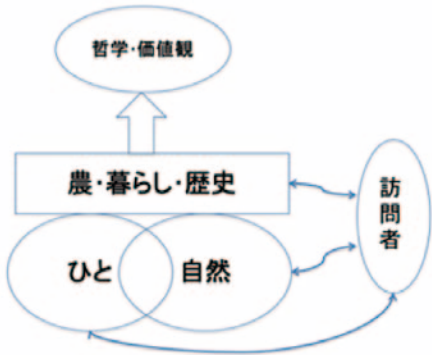 哲学・価値観
農・暮らし・歴史
訪問者
ひと
自然